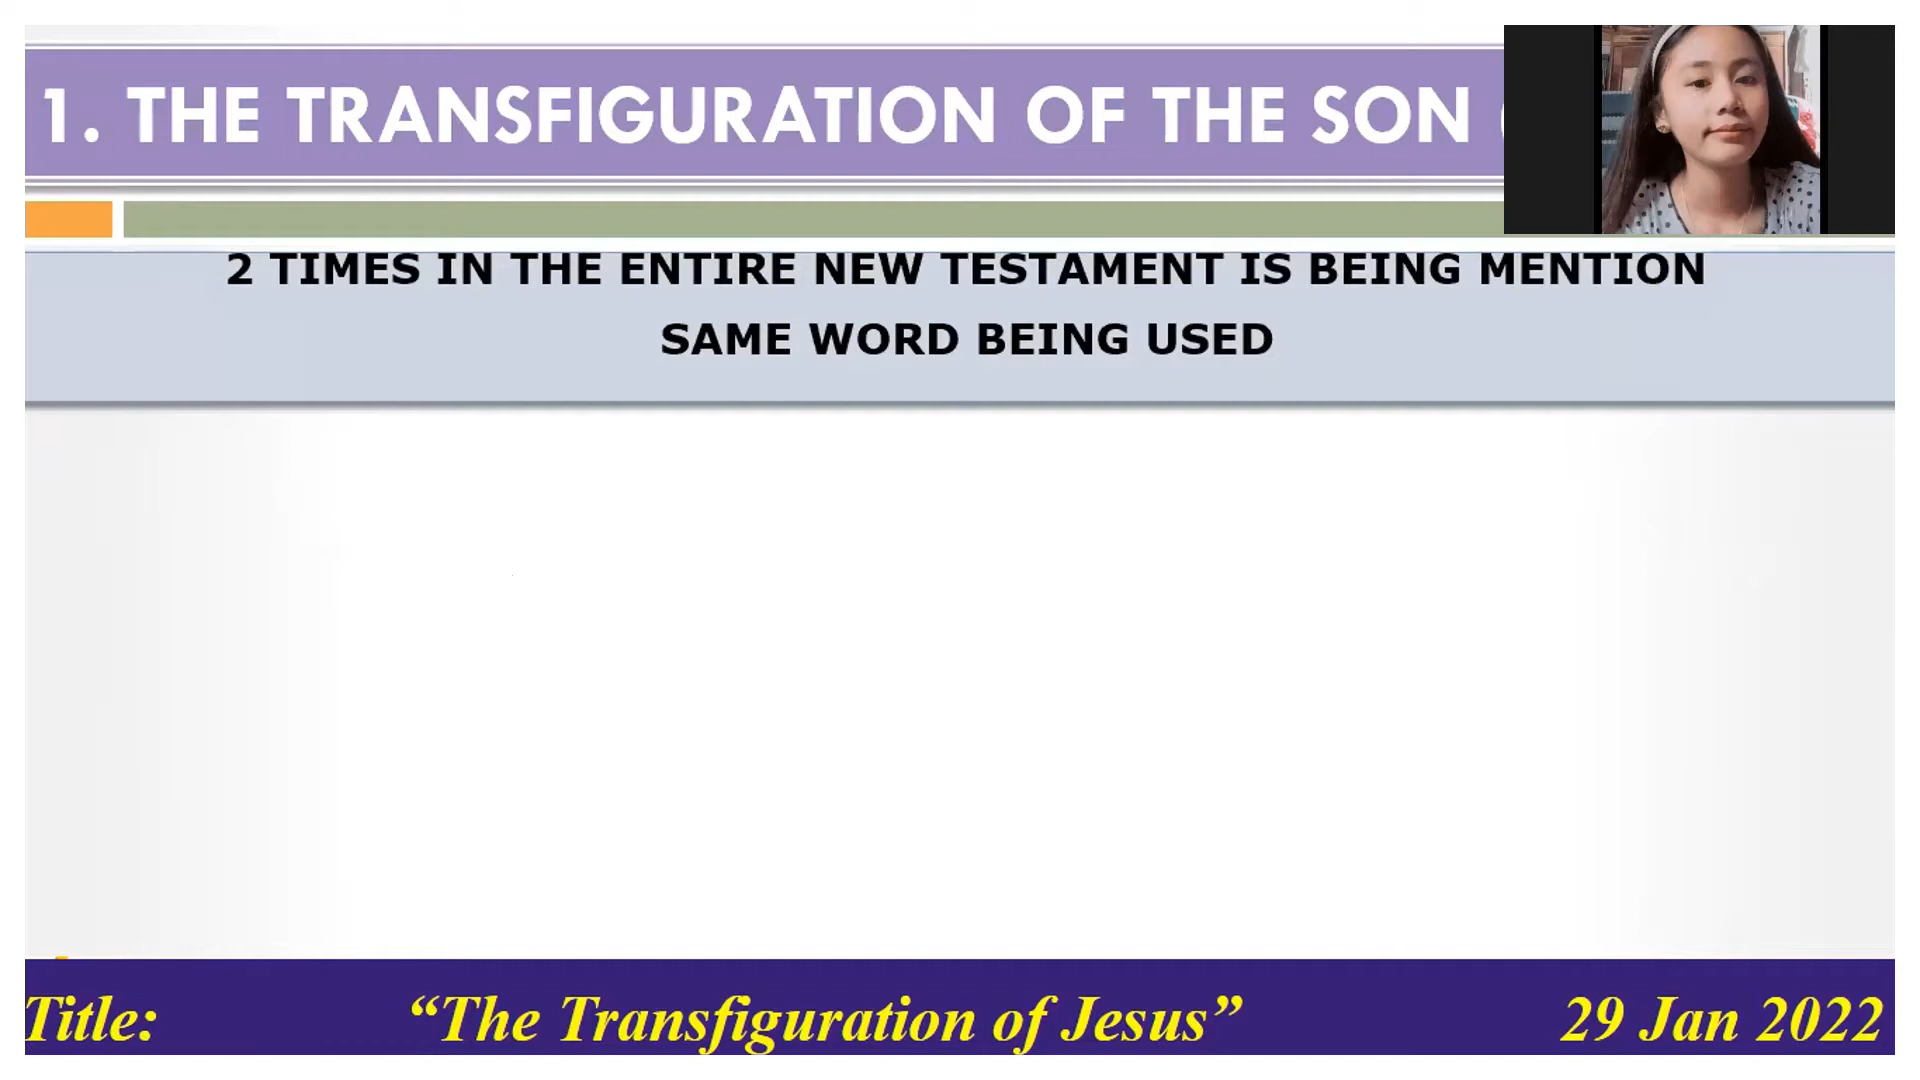 1. THE TRANSFIGURATION OF THE SON
2 TIMES IN THE ENTIRE NEW TESTAMENT IS BEING MENTION
SAME WORD BEING USED
Title: “The Transfiguration of Jesus” 29 Jan 2022